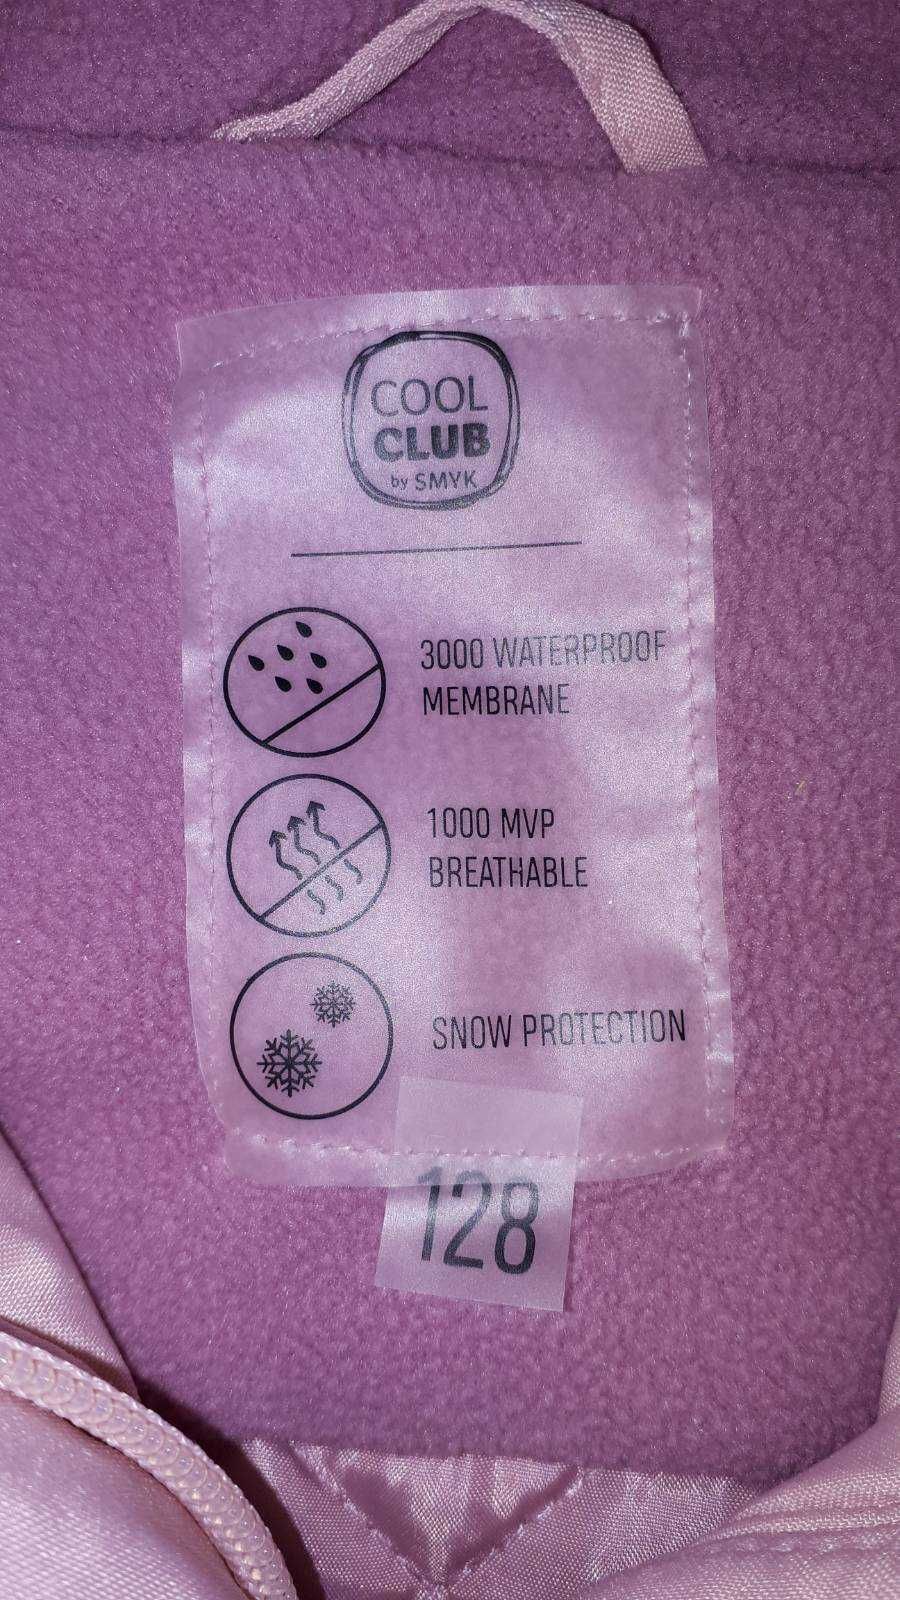 COOL
CLUB
by SMYK
3000 WATERPROOF
MEMBRANE
1000 MVP
BREATHABLE
SNOW PROTECTION
128